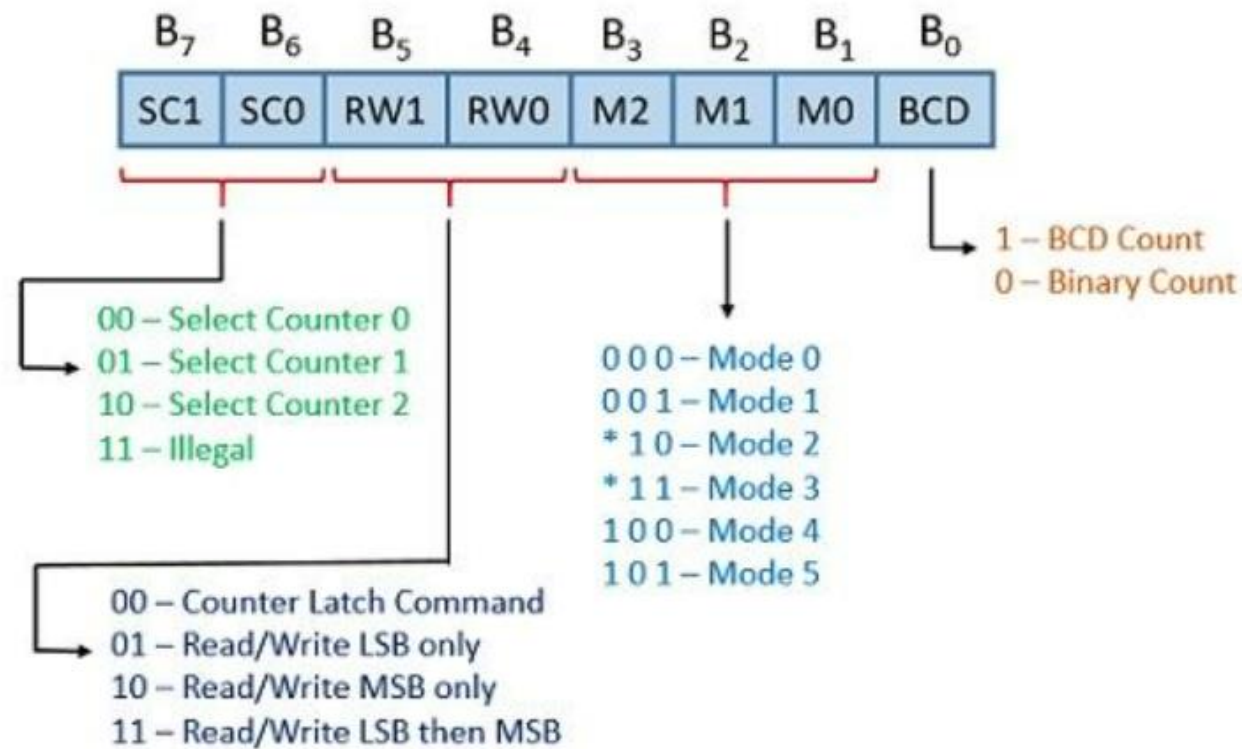 B7 B6 B5 B4 B3 B2 B1 B0
SC1 SC0 RW1 RW0 M2 M1 M0 BCD
1 – BCD Count
0 – Binary Count
00 – Select Counter 0
01 – Select Counter 1
10 – Select Counter 2
11 – Illegal
0 0 0 – Mode 0
0 0 1 – Mode 1
* 1 0 – Mode 2
* 1 1 – Mode 3
1 0 0 – Mode 4
1 0 1 – Mode 5
00 – Counter Latch Command
01 – Read/Write LSB only
10 – Read/Write MSB only
11 – Read/Write LSB then MSB